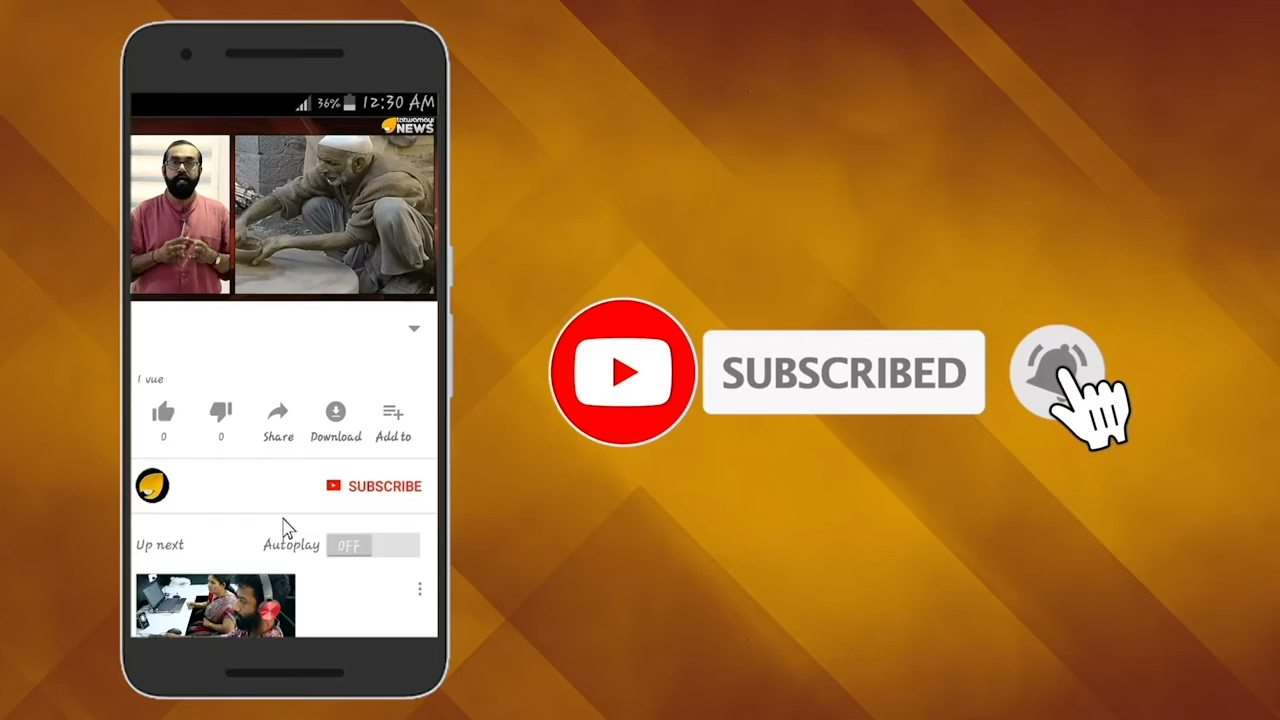 36% 12:30 AM
tatwamayi
NEWS
1 vue
0 0 Share Download Add to
SUBSCRIBE
Up next Autoplay OFF
SUBSCRIBED